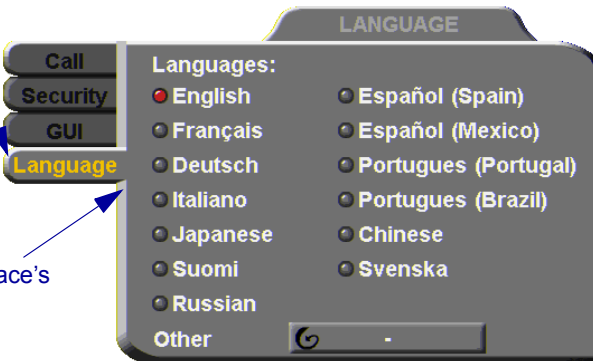 LANGUAGE
Call
Security
GUI
Language
Languages:
English
Français
Deutsch
Italiano
Japanese
Suomi
Russian
Other
Español (Spain)
Español (Mexico)
Portugues (Portugal)
Portugues (Brazil)
Chinese
Svenska
-
ace's